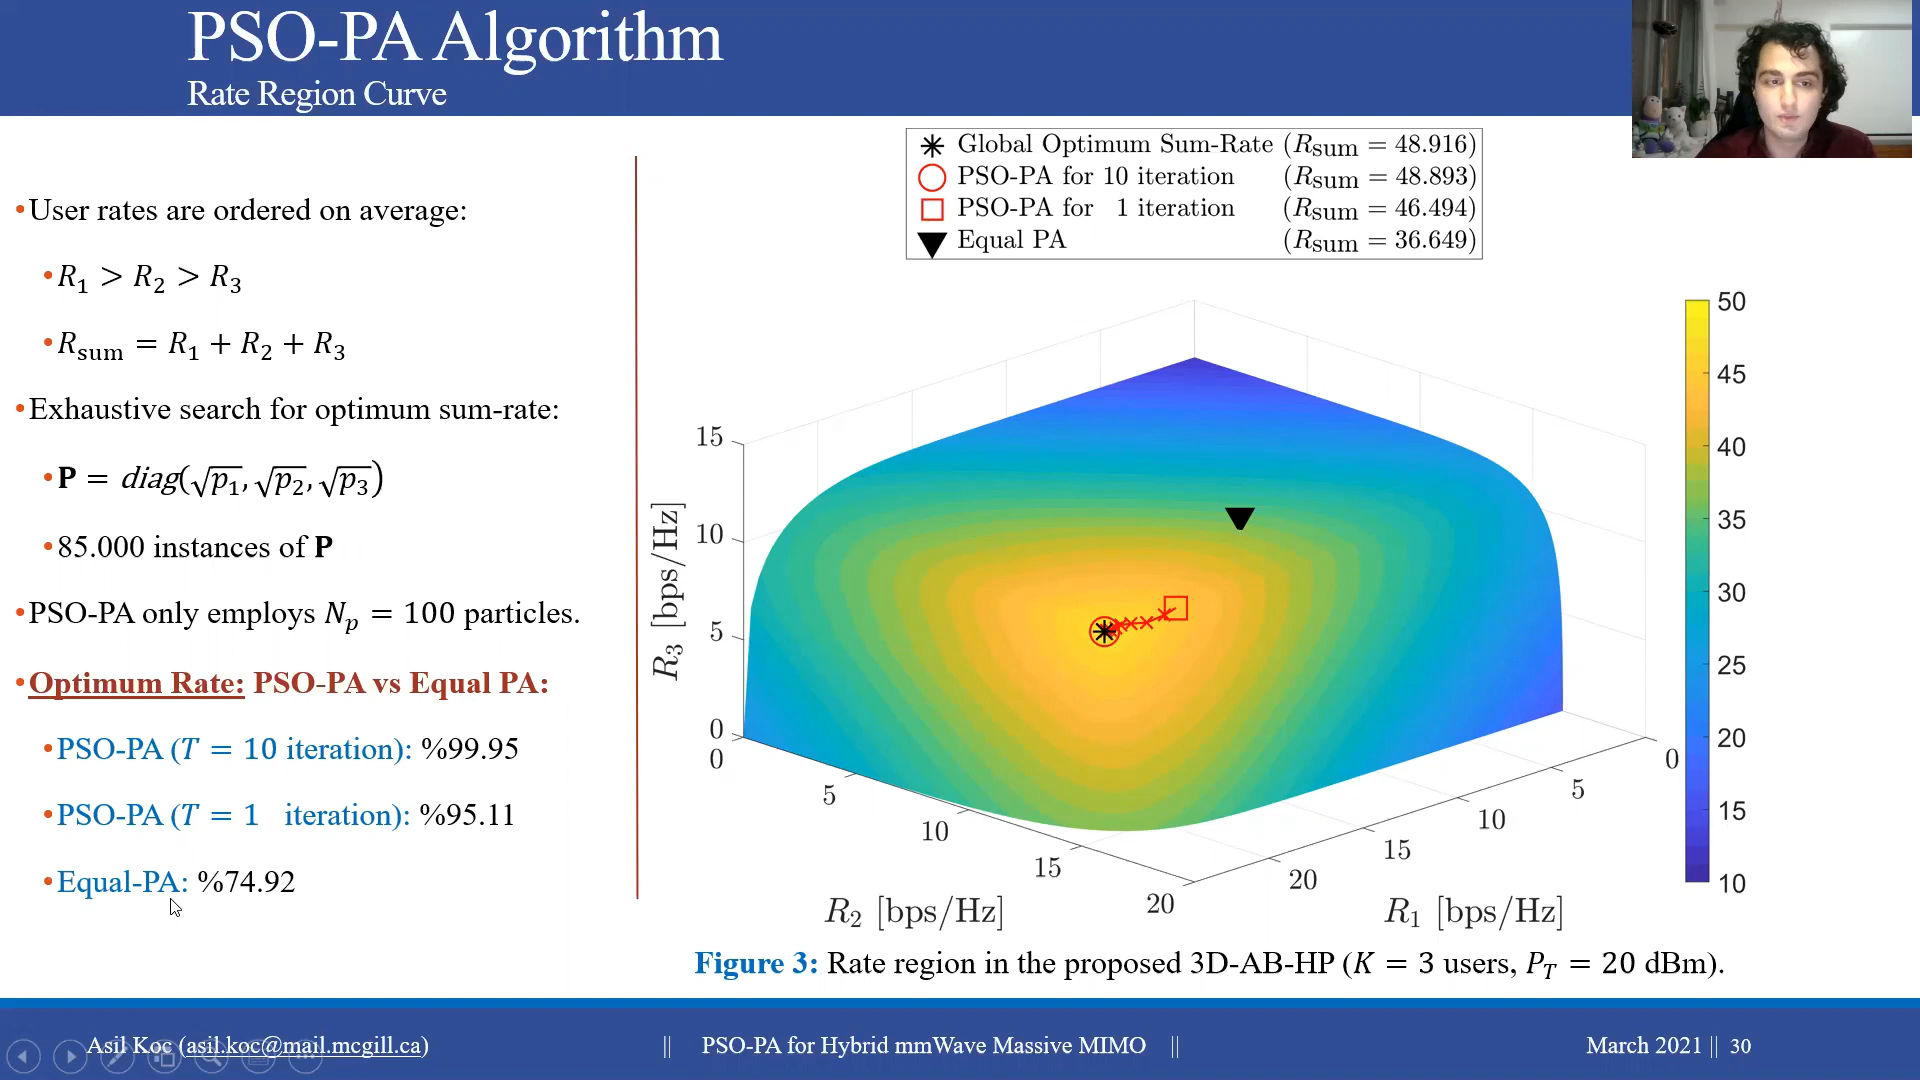 PSO-PA Algorithm
Rate Region Curve
•User rates are ordered on average:
•R₁ > R₂ > R₃
•R_sum = R₁ + R₂ + R₃
•Exhaustive search for optimum sum-rate:
•P = diag(√p₁, √p₂, √p₃)
•85.000 instances of P
•PSO-PA only employs N_p = 100 particles.
•Optimum Rate: PSO-PA vs Equal PA:
•PSO-PA (T = 10 iteration): %99.95
•PSO-PA (T = 1 iteration): %95.11
•Equal-PA: %74.92
Global Optimum Sum-Rate (R_sum = 48.916)
PSO-PA for 10 iteration (R_sum = 48.893)
PSO-PA for 1 iteration (R_sum = 46.494)
Equal PA (R_sum = 36.649)
R₃ [bps/Hz]
15
10
5
0
0
5
10
15
20
R₂ [bps/Hz]
0
5
10
15
20
R₁ [bps/Hz]
50
45
40
35
30
25
20
15
10
Figure 3: Rate region in the proposed 3D-AB-HP (K = 3 users, P_T = 20 dBm).
Asil Koc (asil.koc@mail.mcgill.ca) || PSO-PA for Hybrid mmWave Massive MIMO || March 2021 || 30